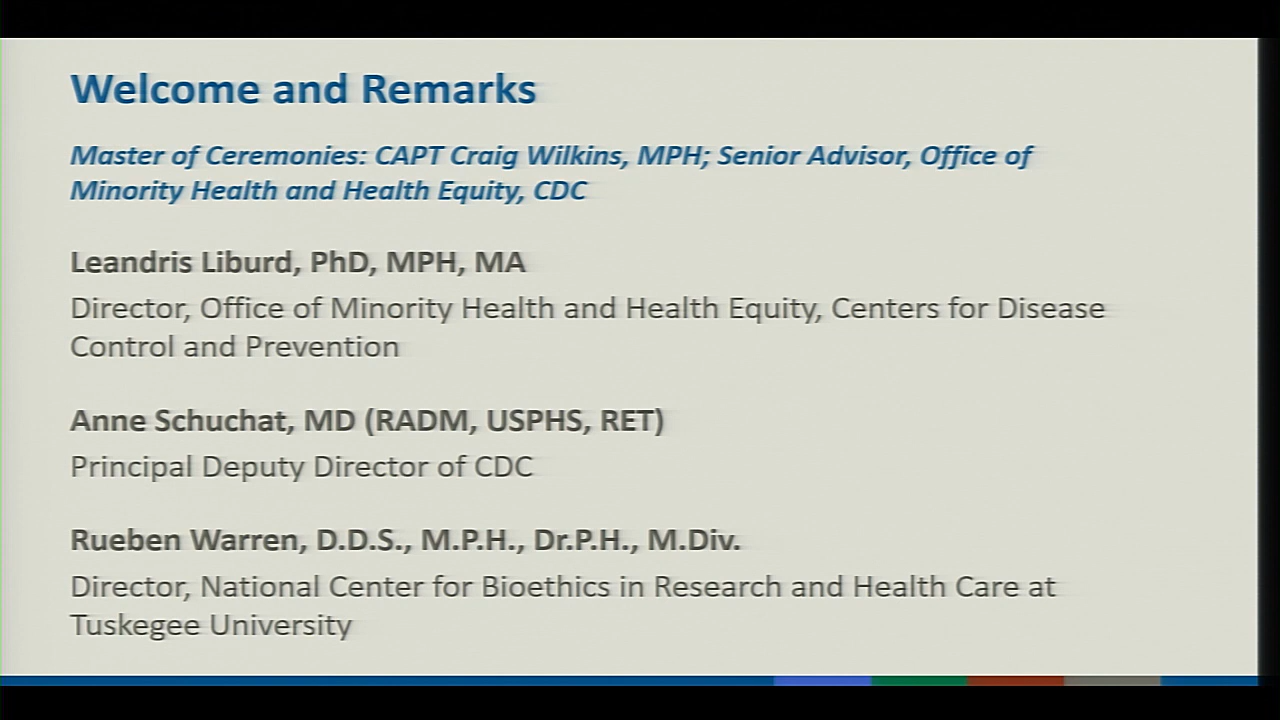 Welcome and Remarks
Master of Ceremonies: CAPT Craig Wilkins, MPH; Senior Advisor, Office of
Minority Health and Health Equity, CDC
Leandris Liburd, PhD, MPH, MA
Director, Office of Minority Health and Health Equity, Centers for Disease
Control and Prevention
Anne Schuchat, MD (RADM, USPHS, RET)
Principal Deputy Director of CDC
Rueben Warren, D.D.S., M.P.H., Dr.P.H., M.Div.
Director, National Center for Bioethics in Research and Health Care at
Tuskegee University